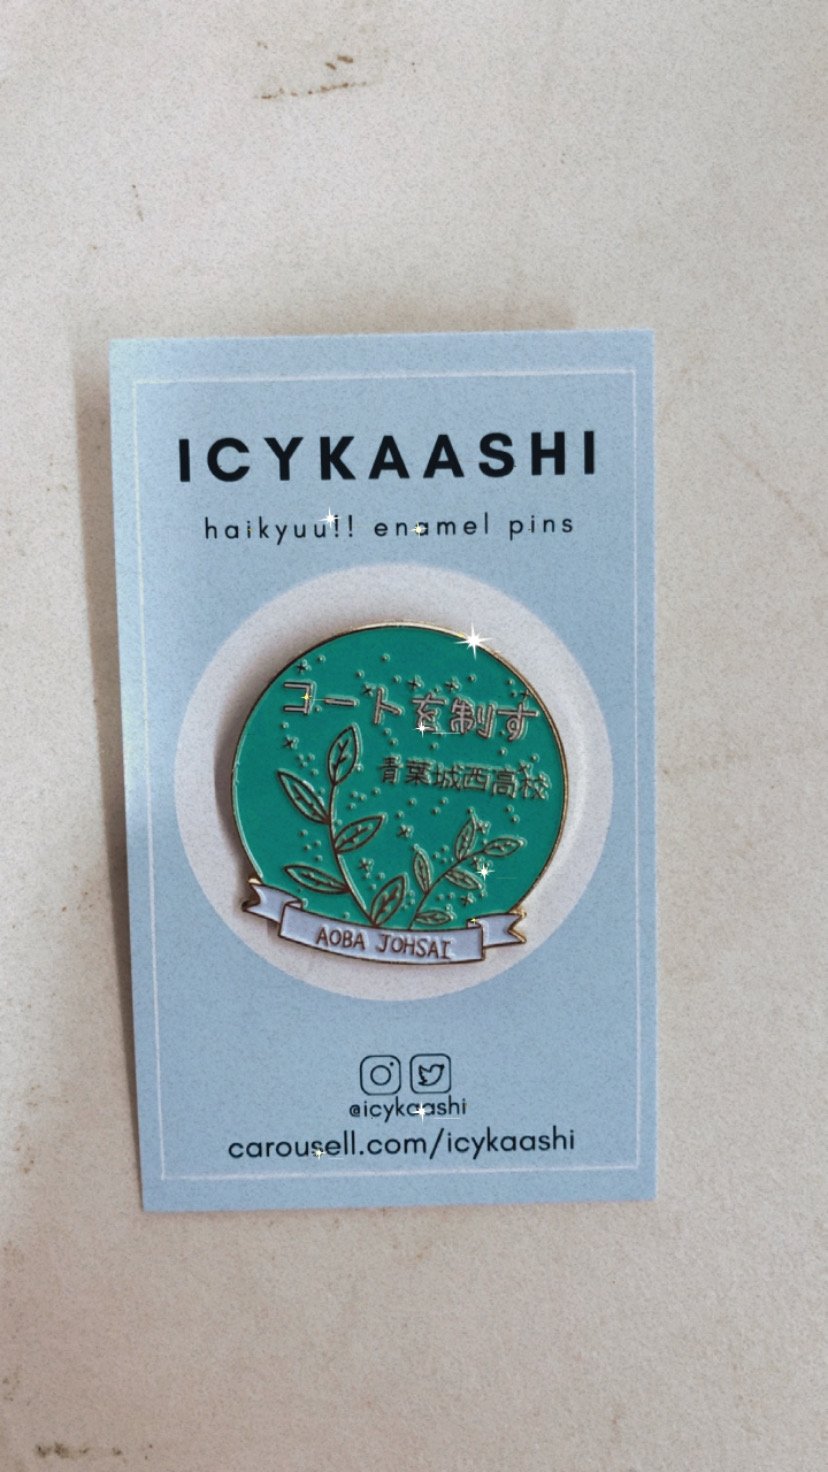 ICYKAASHI
haikyuu!! enamel pins
コートを制す
青葉城西高校
AOBA JOHSAI
@icykaashi
carousell.com/icykaashi